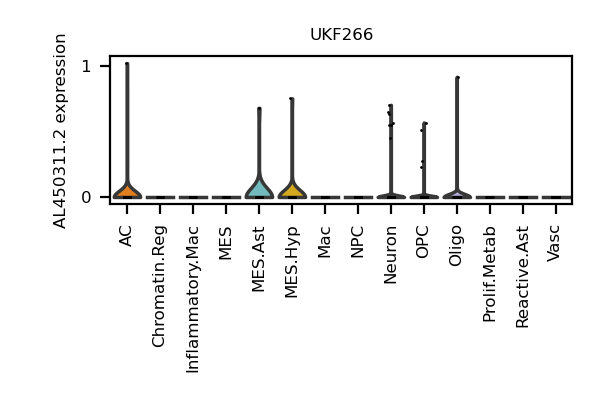 UKF266
AL450311.2 expression
1
0
AC
Chromatin.Reg
Inflammatory.Mac
MES
MES.Ast
MES.Hyp
Mac
NPC
Neuron
OPC
Oligo
Prolif.Metab
Reactive.Ast
Vasc